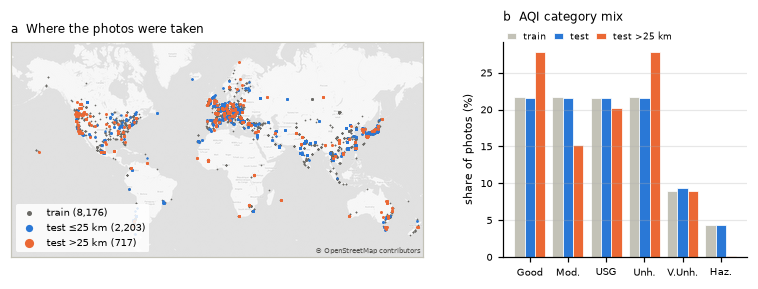 a Where the photos were taken
train (8,176)
test ≤25 km (2,203)
test >25 km (717)
© OpenStreetMap contributors
b AQI category mix
train test test >25 km
share of photos (%)
25
20
15
10
5
0
Good Mod. USG Unh. V.Unh. Haz.